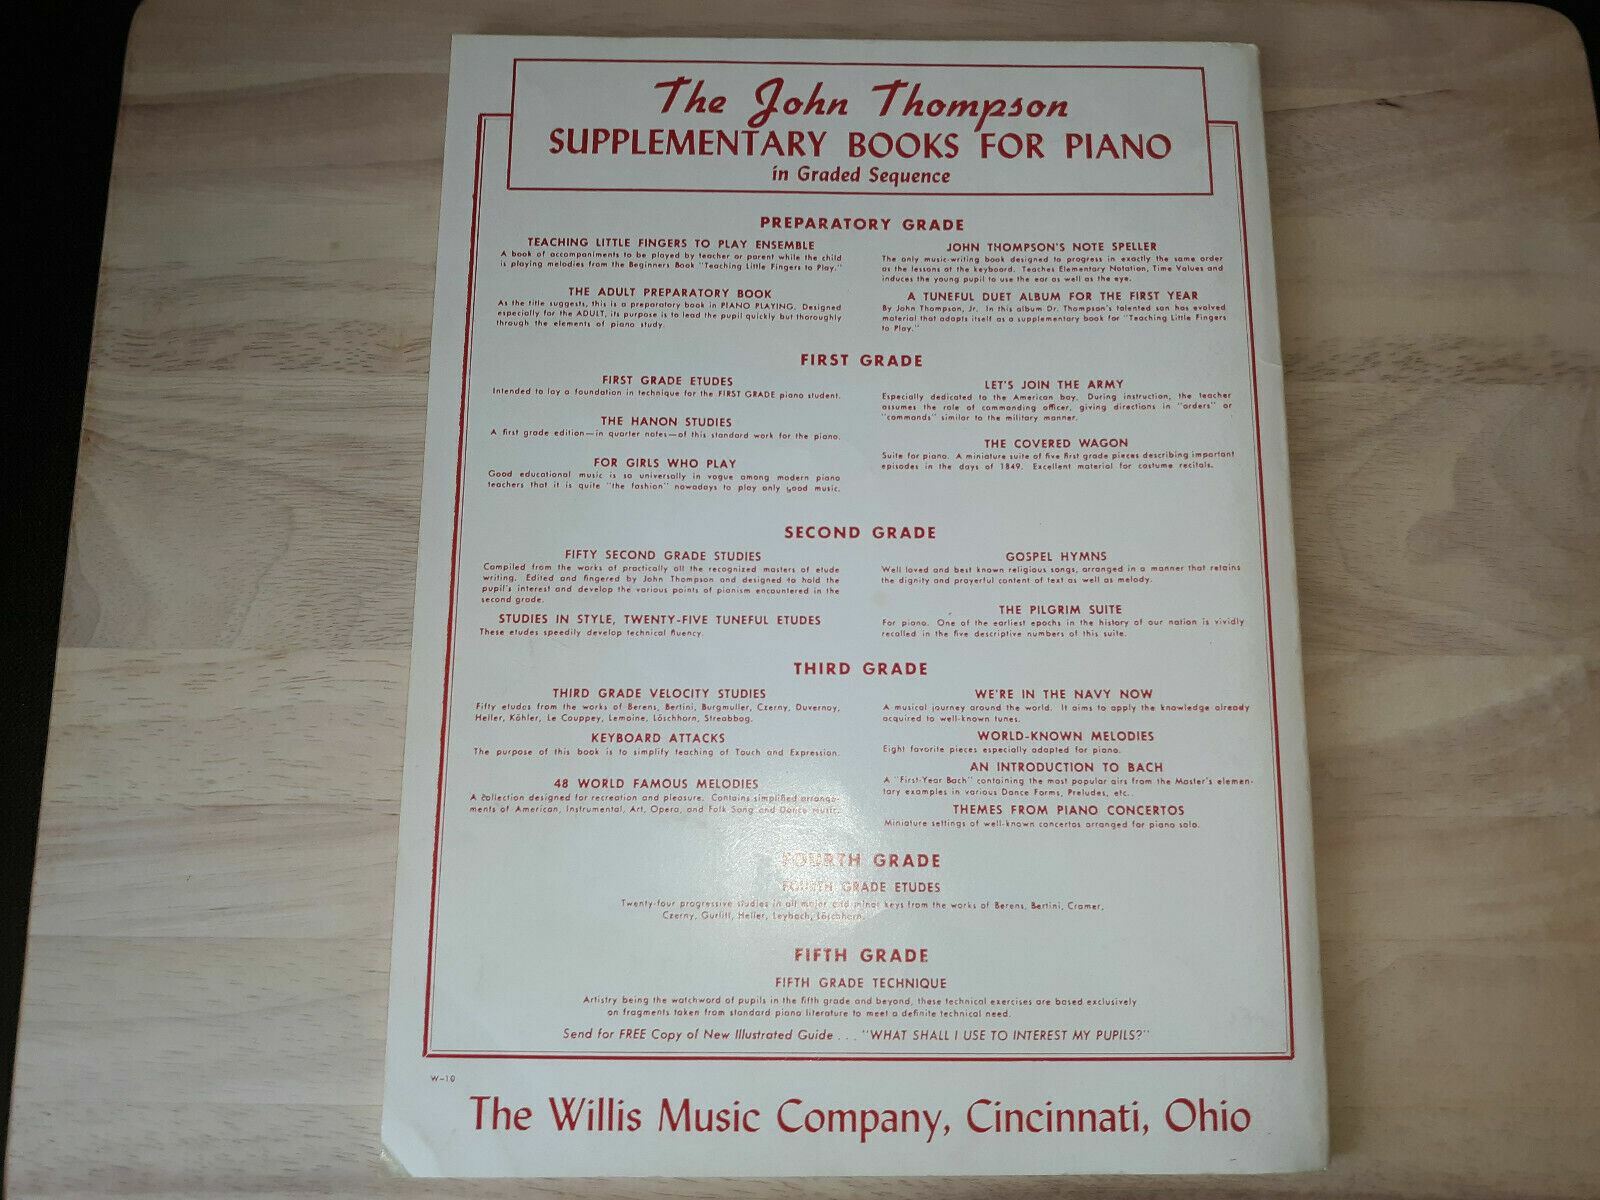 The John Thompson
SUPPLEMENTARY BOOKS FOR PIANO
in Graded Sequence
PREPARATORY GRADE
TEACHING LITTLE FINGERS TO PLAY ENSEMBLE
A book of accompaniments to be played by teacher or parent while the child
is playing melodies from the Beginners Book "Teaching Little Fingers to Play."
THE ADULT PREPARATORY BOOK
As the title suggests, this is a preparatory book in PIANO PLAYING. Designed
especially for the ADULT, its purpose is to lead the pupil quickly but thoroughly
through the elements of piano study.
JOHN THOMPSON'S NOTE SPELLER
The only music-writing book designed to progress in exactly the same order
as the lessons at the keyboard. Teaches Elementary Notation, Time Values and
induces the young pupil to use the ear as well as the eye.
A TUNEFUL DUET ALBUM FOR THE FIRST YEAR
By John Thompson, Jr. In this album Dr. Thompson's talented son has evolved
material that adapts itself as a supplementary book for "Teaching Little Fingers
to Play."
FIRST GRADE
FIRST GRADE ETUDES
Intended to lay a foundation in technique for the FIRST GRADE piano student.
THE HANON STUDIES
A first grade edition—in quarter notes—of this standard work for the piano.
FOR GIRLS WHO PLAY
Good educational music is so universally in vogue among modern piano
teachers that it is quite "the fashion" nowadays to play only good music.
LET'S JOIN THE ARMY
Especially dedicated to the American boy. During instruction, the teacher
assumes the role of commanding officer, giving directions in "orders" or
"commands" similar to the military manner.
THE COVERED WAGON
Suite for piano. A miniature suite of five first grade pieces describing important
episodes in the days of 1849. Excellent material for costume recitals.
SECOND GRADE
FIFTY SECOND GRADE STUDIES
Compiled from the works of practically all the recognized masters of etude
writing. Edited and fingered by John Thompson and designed to hold the
pupil's interest and develop the various points of pianism encountered in the
second grade.
STUDIES IN STYLE, TWENTY-FIVE TUNEFUL ETUDES
These etudes speedily develop technical fluency.
GOSPEL HYMNS
Well loved and best known religious songs, arranged in a manner that retains
the dignity and prayerful content of text as well as melody.
THE PILGRIM SUITE
For piano. One of the earliest epochs in the history of our nation is vividly
recalled in the five descriptive numbers of this suite.
THIRD GRADE
THIRD GRADE VELOCITY STUDIES
Fifty etudes from the works of Berens, Bertini, Burgmuller, Czerny, Duvernoy,
Heller, Köhler, Le Couppey, Lemoine, Löschhorn, Streabbog.
KEYBOARD ATTACKS
The purpose of this book is to simplify teaching of Touch and Expression.
48 WORLD FAMOUS MELODIES
A collection designed for recreation and pleasure. Contains simplified arrange-
ments of American, Instrumental, Art, Opera, and Folk Song and Dance Music.
WE'RE IN THE NAVY NOW
A musical journey around the world. It aims to apply the knowledge already
acquired to well-known tunes.
WORLD-KNOWN MELODIES
Eight favorite pieces especially adapted for piano.
AN INTRODUCTION TO BACH
A "First-Year Bach" containing the most popular airs from the Master's elemen-
tary examples in various Dance Forms, Preludes, etc..
THEMES FROM PIANO CONCERTOS
Miniature settings of well-known concertos arranged for piano solo.
FOURTH GRADE
FOURTH GRADE ETUDES
Twenty-four progressive studies in all major and minor keys from the works of Berens, Bertini, Cramer,
Czerny, Gurlitt, Heller, Leybach, Löschhorn.
FIFTH GRADE
FIFTH GRADE TECHNIQUE
Artistry being the watchword of pupils in the fifth grade and beyond, these technical exercises are based exclusively
on fragments taken from standard piano literature to meet a definite technical need.
Send for FREE Copy of New Illustrated Guide . . . "WHAT SHALL I USE TO INTEREST MY PUPILS?"
W-10
The Willis Music Company, Cincinnati, Ohio